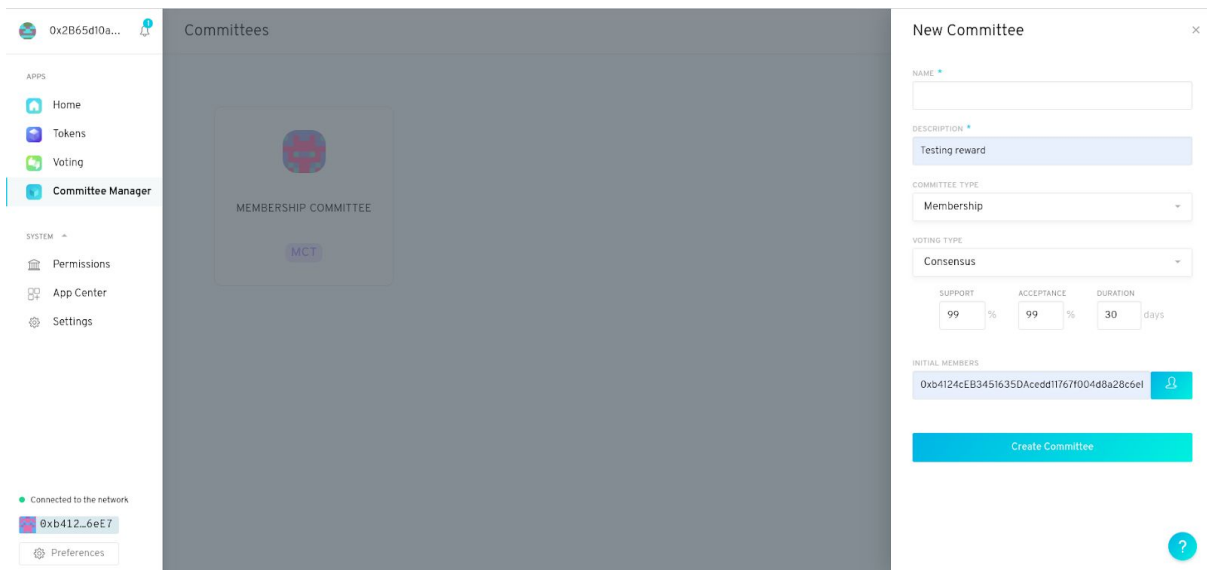 0x2B65d10a...
1
APPS
Home
Tokens
Voting
Committee Manager
SYSTEM
Permissions
App Center
Settings
Connected to the network
0xb412…6eE7
Preferences
Committees
MEMBERSHIP COMMITTEE
MCT
New Committee
NAME *
DESCRIPTION *
Testing reward
COMMITTEE TYPE
Membership
VOTING TYPE
Consensus
SUPPORT ACCEPTANCE DURATION
99 % 99 % 30 days
INITIAL MEMBERS
0xb4124cEB3451635DAcedd11767f004d8a28c6eE
Create Committee
?